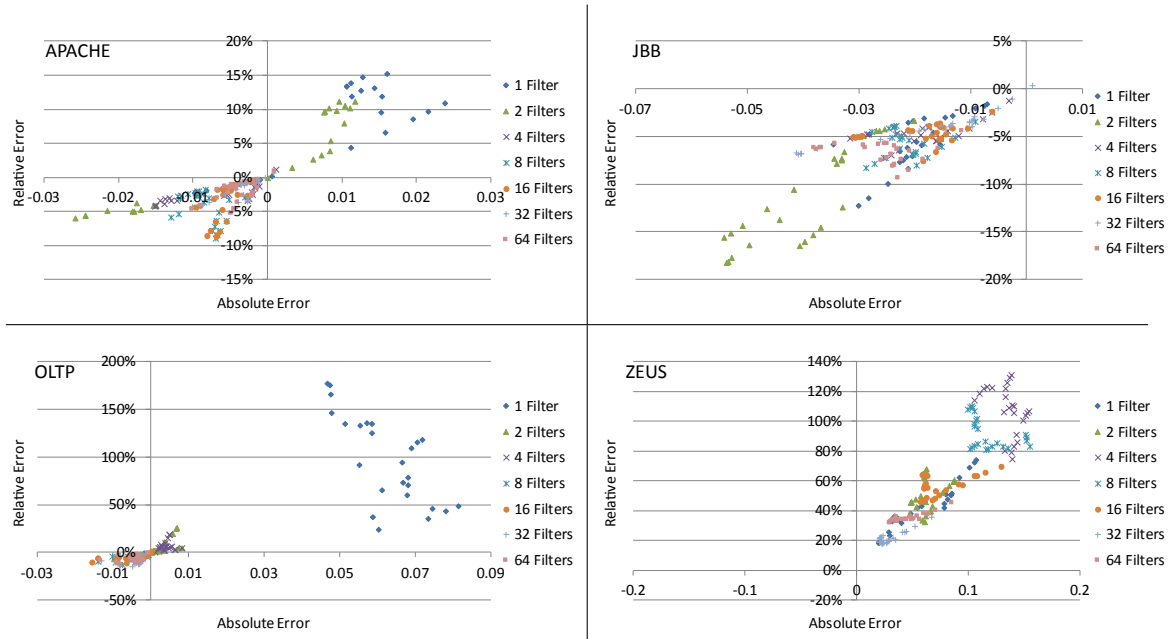 APACHE
Relative Error
20%
15%
10%
5%
0%
-5%
-10%
-15%
-0.03
-0.02
-0.01
0
0.01
0.02
0.03
Absolute Error
1 Filter
2 Filters
4 Filters
8 Filters
16 Filters
32 Filters
64 Filters
JBB
Relative Error
5%
0%
-5%
-10%
-15%
-20%
-0.07
-0.05
-0.03
-0.01
0.01
Absolute Error
1 Filter
2 Filters
4 Filters
8 Filters
16 Filters
32 Filters
64 Filters
OLTP
Relative Error
200%
150%
100%
50%
0%
-50%
-0.03
-0.01
0.01
0.03
0.05
0.07
0.09
Absolute Error
1 Filter
2 Filters
4 Filters
8 Filters
16 Filters
32 Filters
64 Filters
ZEUS
Relative Error
140%
120%
100%
80%
60%
40%
20%
0%
-20%
-0.2
-0.1
0
0.1
0.2
Absolute Error
1 Filter
2 Filters
4 Filters
8 Filters
16 Filters
32 Filters
64 Filters